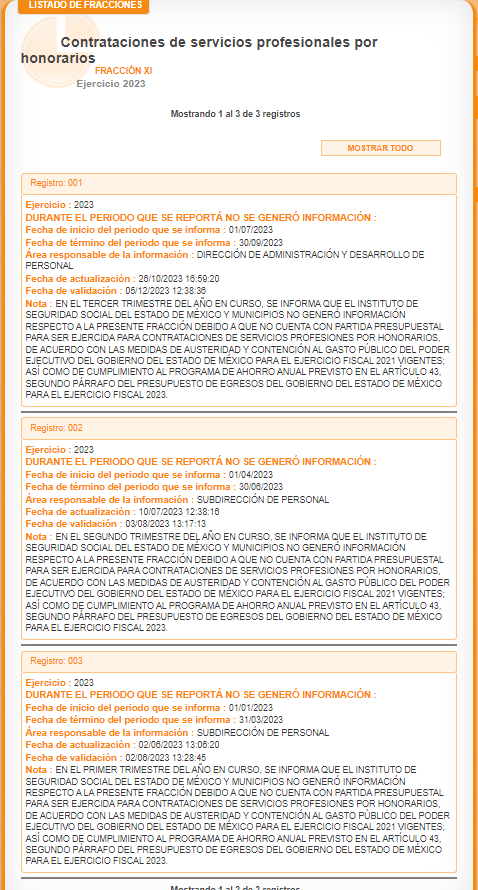 LISTADO DE FRACCIONES
Contrataciones de servicios profesionales por
honorarios
FRACCIÓN XI
Ejercicio 2023
Mostrando 1 al 3 de 3 registros
MOSTRAR TODO
Registro: 001
Ejercicio : 2023
DURANTE EL PERIODO QUE SE REPORTÁ NO SE GENERÓ INFORMACIÓN :
Fecha de inicio del periodo que se informa : 01/07/2023
Fecha de término del periodo que se informa : 30/09/2023
Área responsable de la información : DIRECCIÓN DE ADMINISTRACIÓN Y DESARROLLO DE
PERSONAL
Fecha de actualización : 26/10/2023 16:59:20
Fecha de validación : 05/12/2023 12:38:36
Nota : EN EL TERCER TRIMESTRE DEL AÑO EN CURSO, SE INFORMA QUE EL INSTITUTO DE
SEGURIDAD SOCIAL DEL ESTADO DE MÉXICO Y MUNICIPIOS NO GENERÓ INFORMACIÓN
RESPECTO A LA PRESENTE FRACCIÓN DEBIDO A QUE NO CUENTA CON PARTIDA PRESUPUESTAL
PARA SER EJERCIDA PARA CONTRATACIONES DE SERVICIOS PROFESIONES POR HONORARIOS,
DE ACUERDO CON LAS MEDIDAS DE AUSTERIDAD Y CONTENCIÓN AL GASTO PÚBLICO DEL PODER
EJECUTIVO DEL GOBIERNO DEL ESTADO DE MÉXICO PARA EL EJERCICIO FISCAL 2021 VIGENTES;
ASÍ COMO DE CUMPLIMIENTO AL PROGRAMA DE AHORRO ANUAL PREVISTO EN EL ARTÍCULO 43,
SEGUNDO PÁRRAFO DEL PRESUPUESTO DE EGRESOS DEL GOBIERNO DEL ESTADO DE MÉXICO
PARA EL EJERCICIO FISCAL 2023.
Registro: 002
Ejercicio : 2023
DURANTE EL PERIODO QUE SE REPORTÁ NO SE GENERÓ INFORMACIÓN :
Fecha de inicio del periodo que se informa : 01/04/2023
Fecha de término del periodo que se informa : 30/06/2023
Área responsable de la información : SUBDIRECCIÓN DE PERSONAL
Fecha de actualización : 10/07/2023 12:38:16
Fecha de validación : 03/08/2023 13:17:13
Nota : EN EL SEGUNDO TRIMESTRE DEL AÑO EN CURSO, SE INFORMA QUE EL INSTITUTO DE
SEGURIDAD SOCIAL DEL ESTADO DE MÉXICO Y MUNICIPIOS NO GENERÓ INFORMACIÓN
RESPECTO A LA PRESENTE FRACCIÓN DEBIDO A QUE NO CUENTA CON PARTIDA PRESUPUESTAL
PARA SER EJERCIDA PARA CONTRATACIONES DE SERVICIOS PROFESIONES POR HONORARIOS,
DE ACUERDO CON LAS MEDIDAS DE AUSTERIDAD Y CONTENCIÓN AL GASTO PÚBLICO DEL PODER
EJECUTIVO DEL GOBIERNO DEL ESTADO DE MÉXICO PARA EL EJERCICIO FISCAL 2021 VIGENTES;
ASÍ COMO DE CUMPLIMIENTO AL PROGRAMA DE AHORRO ANUAL PREVISTO EN EL ARTÍCULO 43,
SEGUNDO PÁRRAFO DEL PRESUPUESTO DE EGRESOS DEL GOBIERNO DEL ESTADO DE MÉXICO
PARA EL EJERCICIO FISCAL 2023.
Registro: 003
Ejercicio : 2023
DURANTE EL PERIODO QUE SE REPORTÁ NO SE GENERÓ INFORMACIÓN :
Fecha de inicio del periodo que se informa : 01/01/2023
Fecha de término del periodo que se informa : 31/03/2023
Área responsable de la información : SUBDIRECCIÓN DE PERSONAL
Fecha de actualización : 02/06/2023 13:06:20
Fecha de validación : 02/06/2023 13:28:45
Nota : EN EL PRIMER TRIMESTRE DEL AÑO EN CURSO, SE INFORMA QUE EL INSTITUTO DE
SEGURIDAD SOCIAL DEL ESTADO DE MÉXICO Y MUNICIPIOS NO GENERÓ INFORMACIÓN
RESPECTO A LA PRESENTE FRACCIÓN DEBIDO A QUE NO CUENTA CON PARTIDA PRESUPUESTAL
PARA SER EJERCIDA PARA CONTRATACIONES DE SERVICIOS PROFESIONES POR HONORARIOS,
DE ACUERDO CON LAS MEDIDAS DE AUSTERIDAD Y CONTENCIÓN AL GASTO PÚBLICO DEL PODER
EJECUTIVO DEL GOBIERNO DEL ESTADO DE MÉXICO PARA EL EJERCICIO FISCAL 2021 VIGENTES;
ASÍ COMO DE CUMPLIMIENTO AL PROGRAMA DE AHORRO ANUAL PREVISTO EN EL ARTÍCULO 43,
SEGUNDO PÁRRAFO DEL PRESUPUESTO DE EGRESOS DEL GOBIERNO DEL ESTADO DE MÉXICO
PARA EL EJERCICIO FISCAL 2023.
Mostrando 1 al 3 de 3 registros